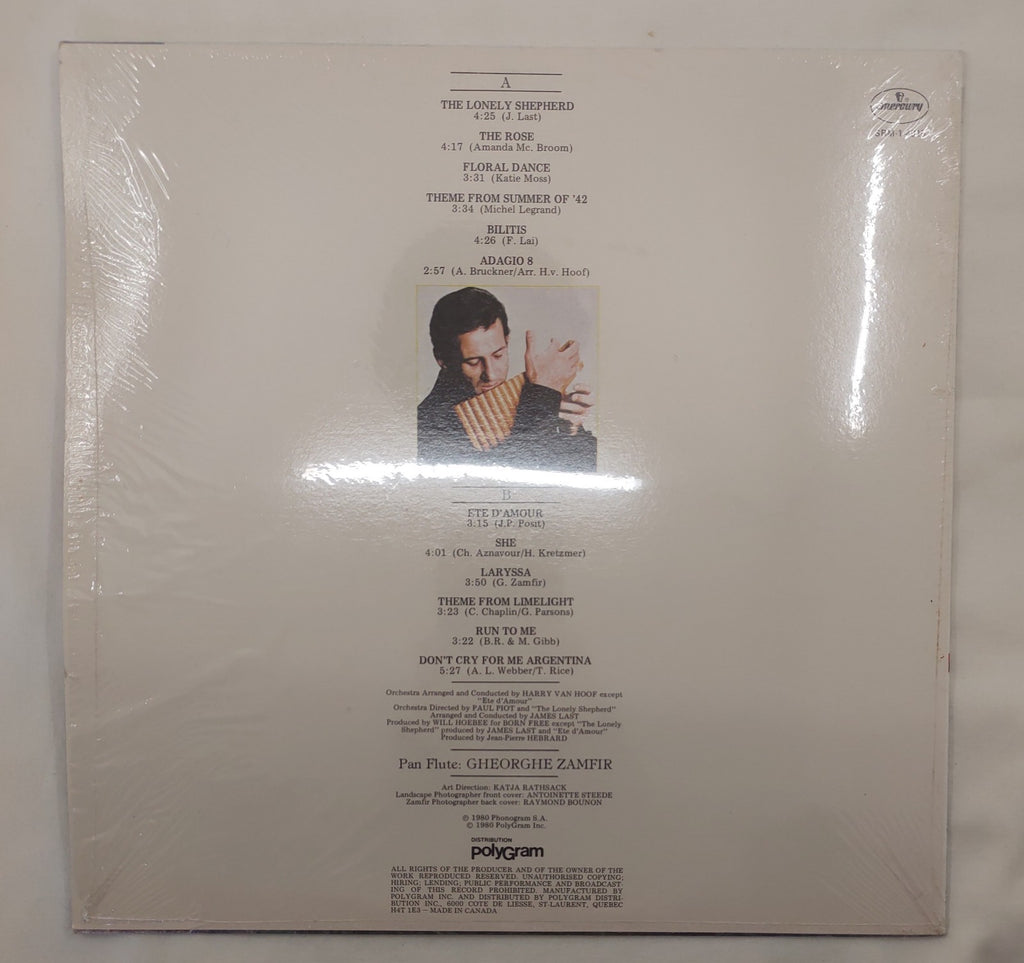 A
THE LONELY SHEPHERD
4:25 (J. Last)
THE ROSE
4:17 (Amanda Mc. Broom)
FLORAL DANCE
3:31 (Katie Moss)
THEME FROM SUMMER OF '42
3:34 (Michel Legrand)
BILITIS
4:26 (F. Lai)
ADAGIO 8
2:57 (A. Bruckner/Arr. H.v. Hoof)
mercury
B
ETE D'AMOUR
3:15 (J.P. Posit)
SHE
4:01 (Ch. Aznavour/H. Kretzmer)
LARYSSA
3:50 (G. Zamfir)
THEME FROM LIMELIGHT
3:23 (C. Chaplin/G. Parsons)
RUN TO ME
3:22 (B.R. & M. Gibb)
DON'T CRY FOR ME ARGENTINA
5:27 (A. L. Webber/T. Rice)
Orchestra Arranged and Conducted by HARRY VAN HOOF except
"Ete d'Amour"
Orchestra Directed by PAUL PIOT and "The Lonely Shepherd"
Arranged and Conducted by JAMES LAST
Produced by WILL HOEBEE for BORN FREE except "The Lonely
Shepherd" produced by JAMES LAST and "Ete d'Amour"
Produced by Jean-Pierre HEBRARD
Pan Flute: GHEORGHE ZAMFIR
Art Direction: KATJA RATHSACK
Landscape Photographer front cover: ANTOINETTE STEEDE
Zamfir Photographer back cover: RAYMOND BOUNON
℗ 1980 Phonogram S.A.
© 1980 PolyGram Inc.
DISTRIBUTION
polyGram
ALL RIGHTS OF THE PRODUCER AND OF THE OWNER OF THE
WORK REPRODUCED RESERVED. UNAUTHORISED COPYING;
HIRING; LENDING; PUBLIC PERFORMANCE AND BROADCAST-
ING OF THIS RECORD PROHIBITED. MANUFACTURED BY
POLYGRAM INC. AND DISTRIBUTED BY POLYGRAM DISTRI-
BUTION INC., 6000 COTE DE LIESSE, ST-LAURENT, QUEBEC
H4T 1E3 – MADE IN CANADA